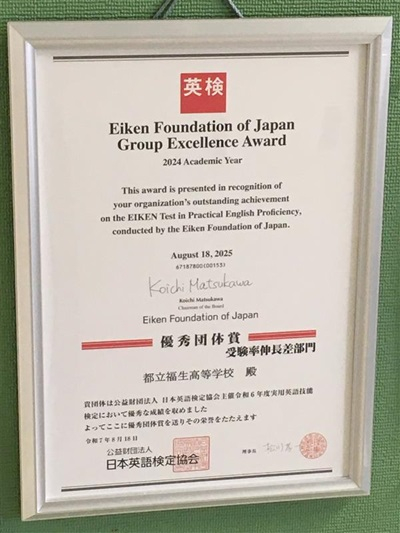 英検
Eiken Foundation of Japan
Group Excellence Award
2024 Academic Year
This award is presented in recognition of
your organization's outstanding achievement
on the EIKEN Test in Practical English Proficiency,
conducted by the Eiken Foundation of Japan.
August 18, 2025
67187800(00155)
Koichi Matsukawa
Koichi Matsukawa
Chairman of the Board
Eiken Foundation of Japan
優秀団体賞
受験率伸長差部門
都立福生高等学校 殿
貴団体は公益財団法人 日本英語検定協会主催令和6年度実用英語技能
検定において優秀な成績を収めました
よってここに優秀団体賞を送りその栄誉をたたえます
令和7年8月18日
公益財団法人
日本英語検定協会
理事長